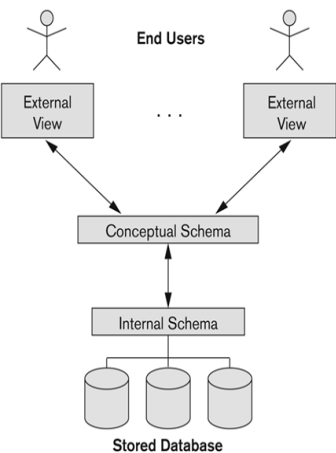 End Users
External
View
. . .
External
View
Conceptual Schema
Internal Schema
Stored Database